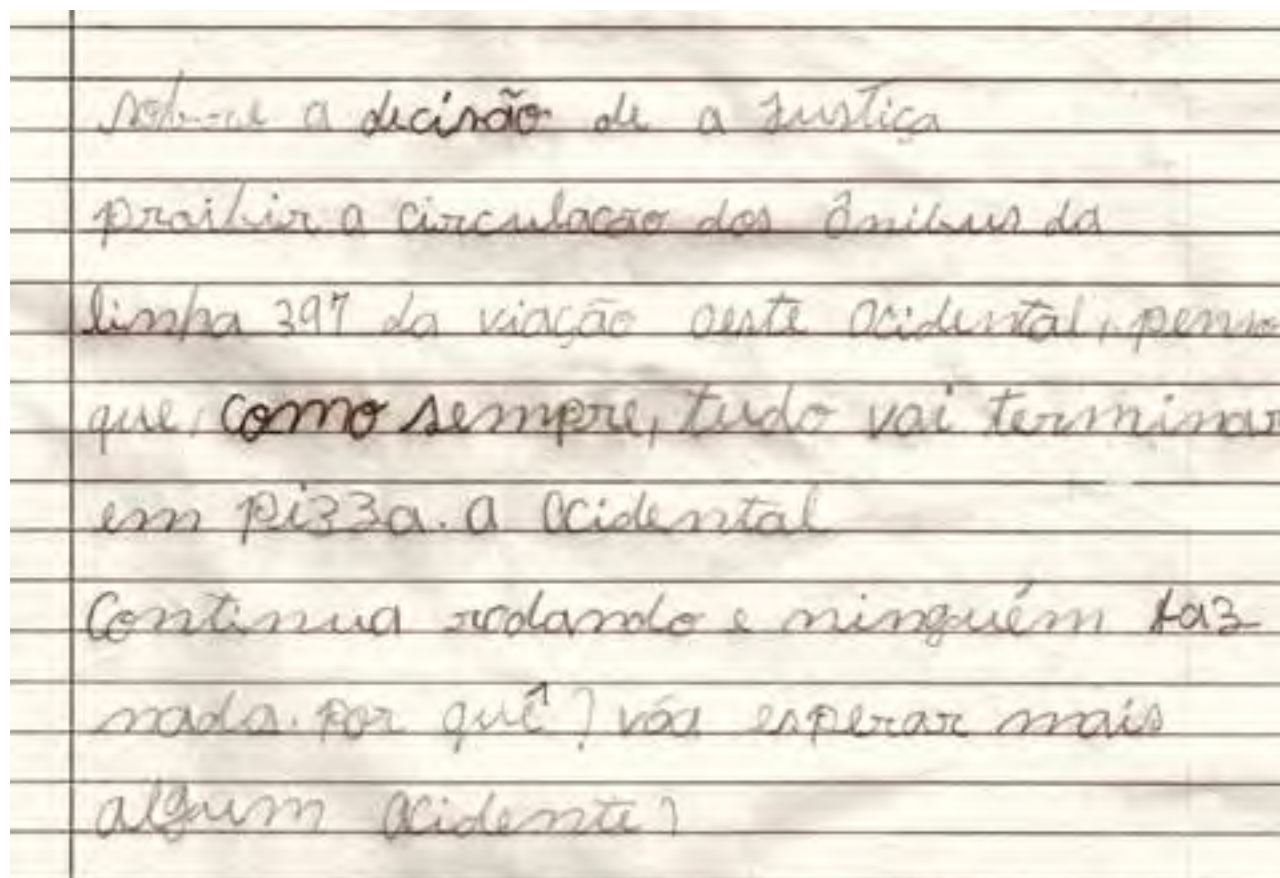 sobre a decisão de a Justiça
proibir a circulacao dos ônibus da
linha 397 da viação oeste Ocidental, penso
que, como sempre, tudo vai terminar
em pizza. a Ocidental
Continua rodando e ninguém faz
nada. por quê? vão esperar mais
algum acidente?